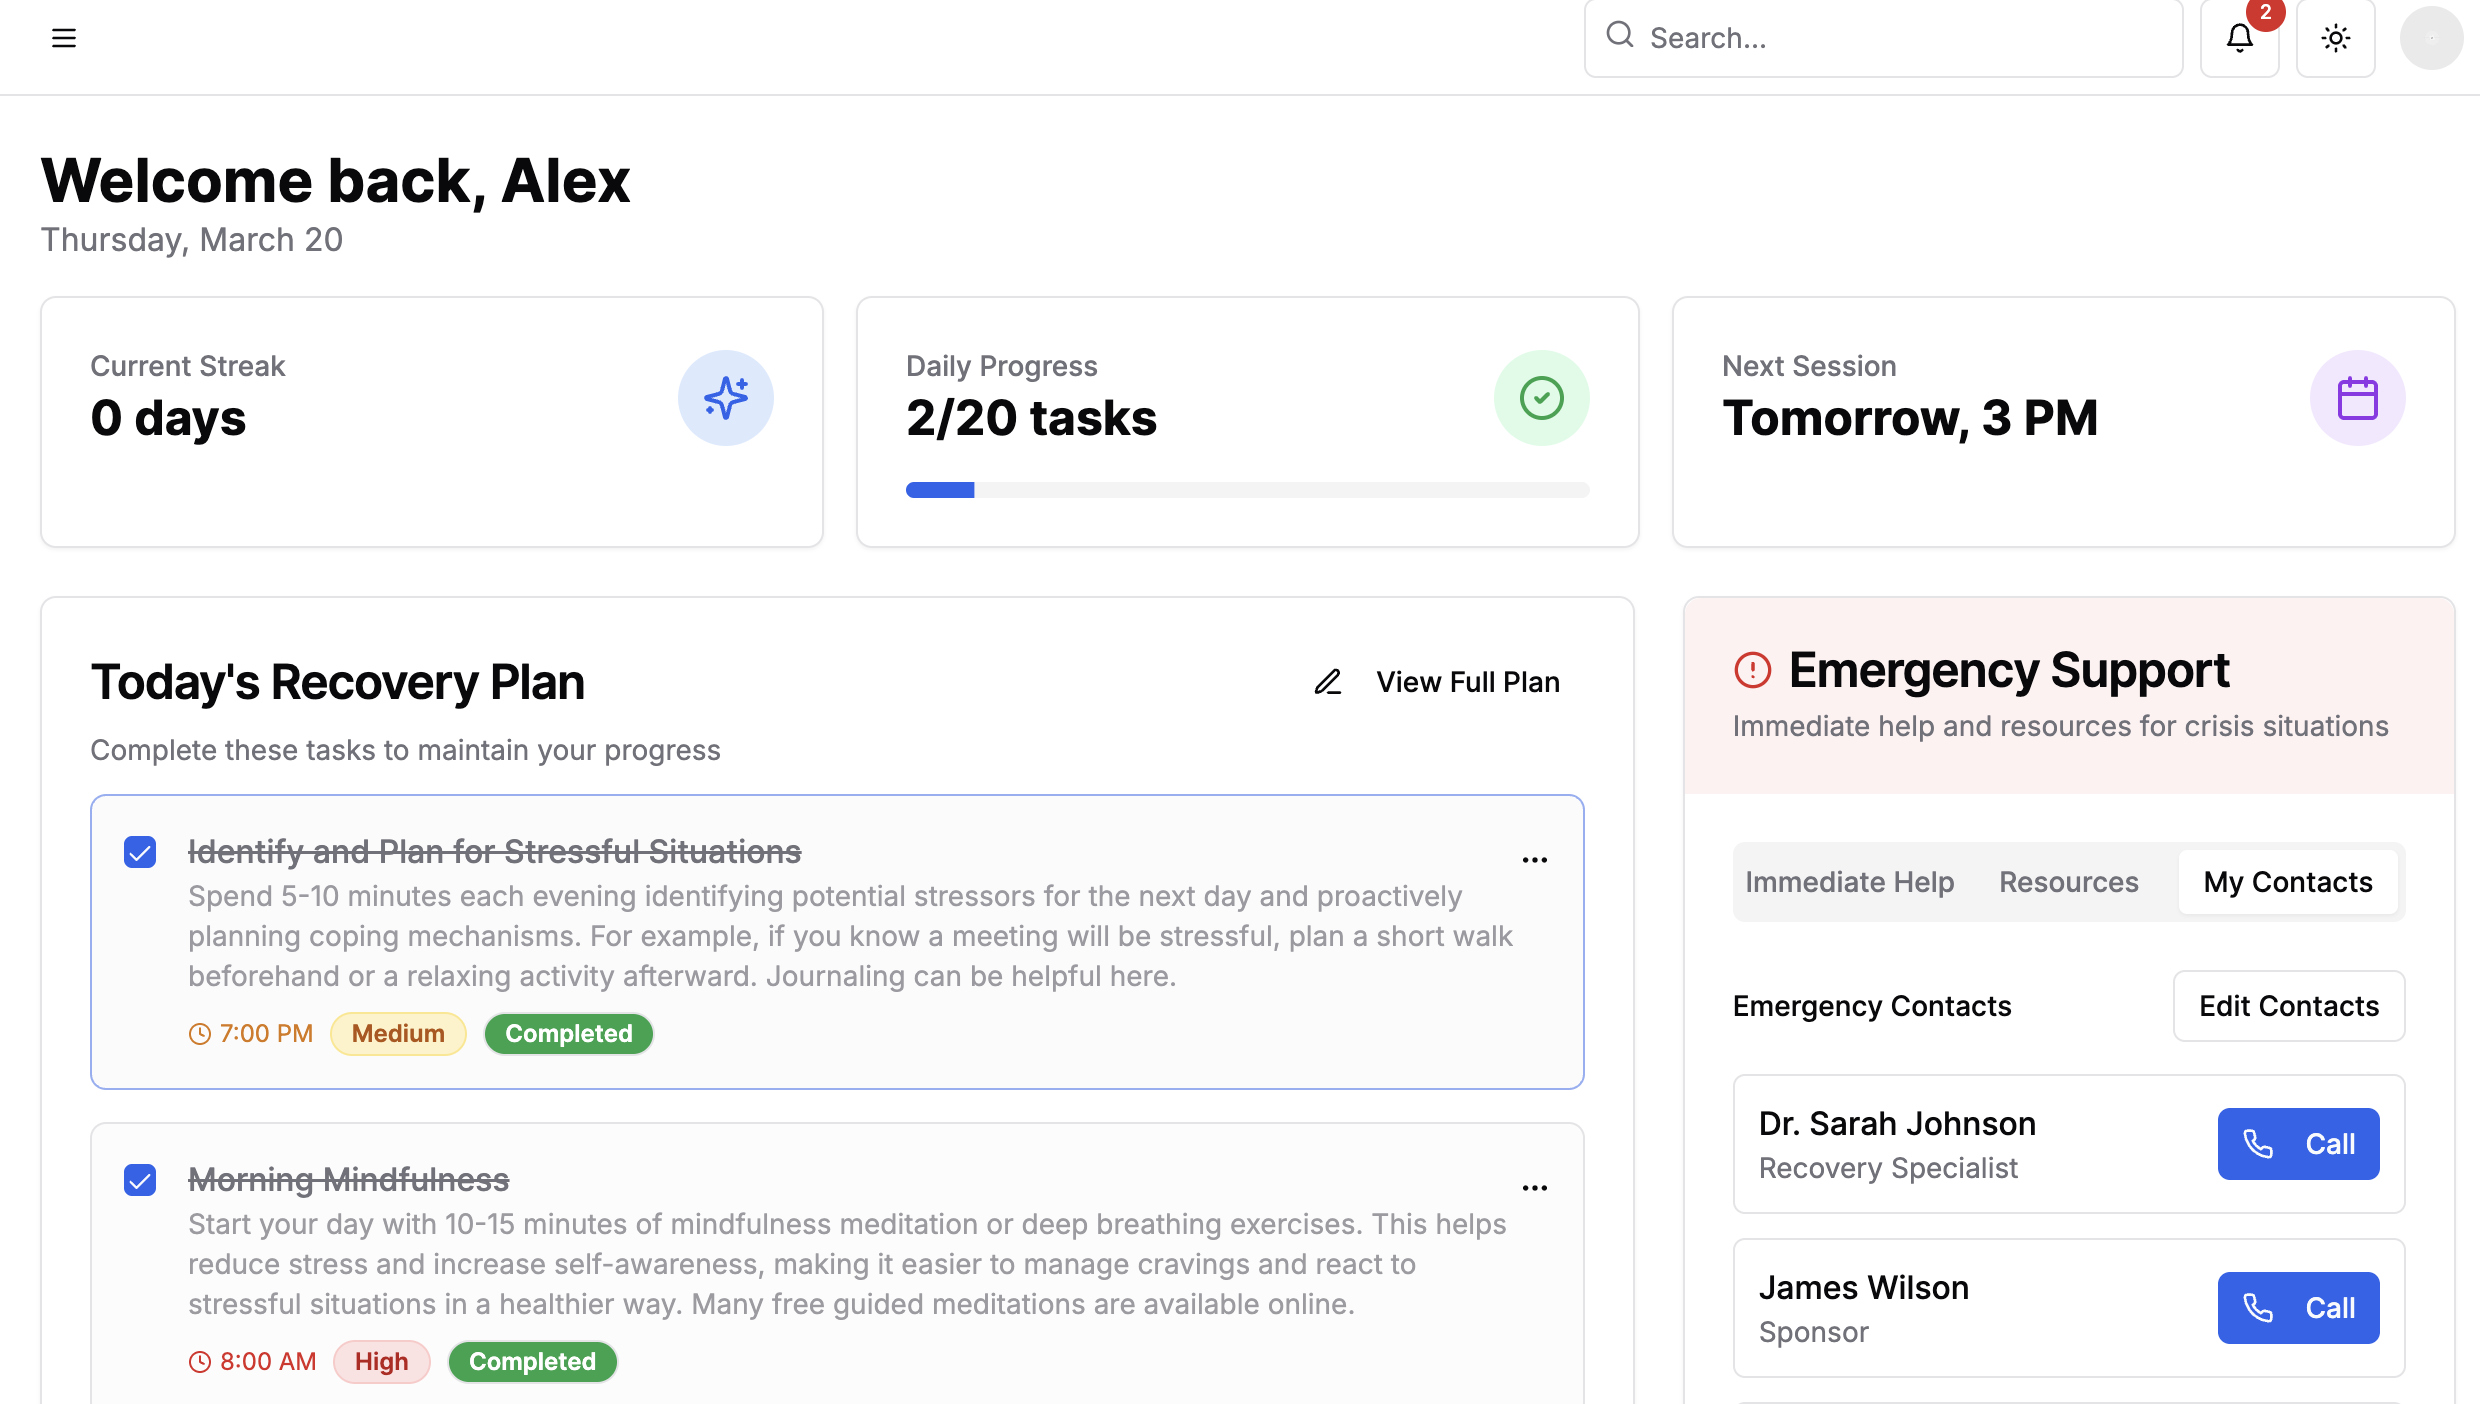 Search...
2
Welcome back, Alex
Thursday, March 20
Current Streak
0 days
Daily Progress
2/20 tasks
Next Session
Tomorrow, 3 PM
Today's Recovery Plan
View Full Plan
Complete these tasks to maintain your progress
Identify and Plan for Stressful Situations
Spend 5-10 minutes each evening identifying potential stressors for the next day and proactively
planning coping mechanisms. For example, if you know a meeting will be stressful, plan a short walk
beforehand or a relaxing activity afterward. Journaling can be helpful here.
7:00 PM Medium Completed
Morning Mindfulness
Start your day with 10-15 minutes of mindfulness meditation or deep breathing exercises. This helps
reduce stress and increase self-awareness, making it easier to manage cravings and react to
stressful situations in a healthier way. Many free guided meditations are available online.
8:00 AM High Completed
Emergency Support
Immediate help and resources for crisis situations
Immediate Help Resources My Contacts
Emergency Contacts Edit Contacts
Dr. Sarah Johnson
Recovery Specialist
Call
James Wilson
Sponsor
Call